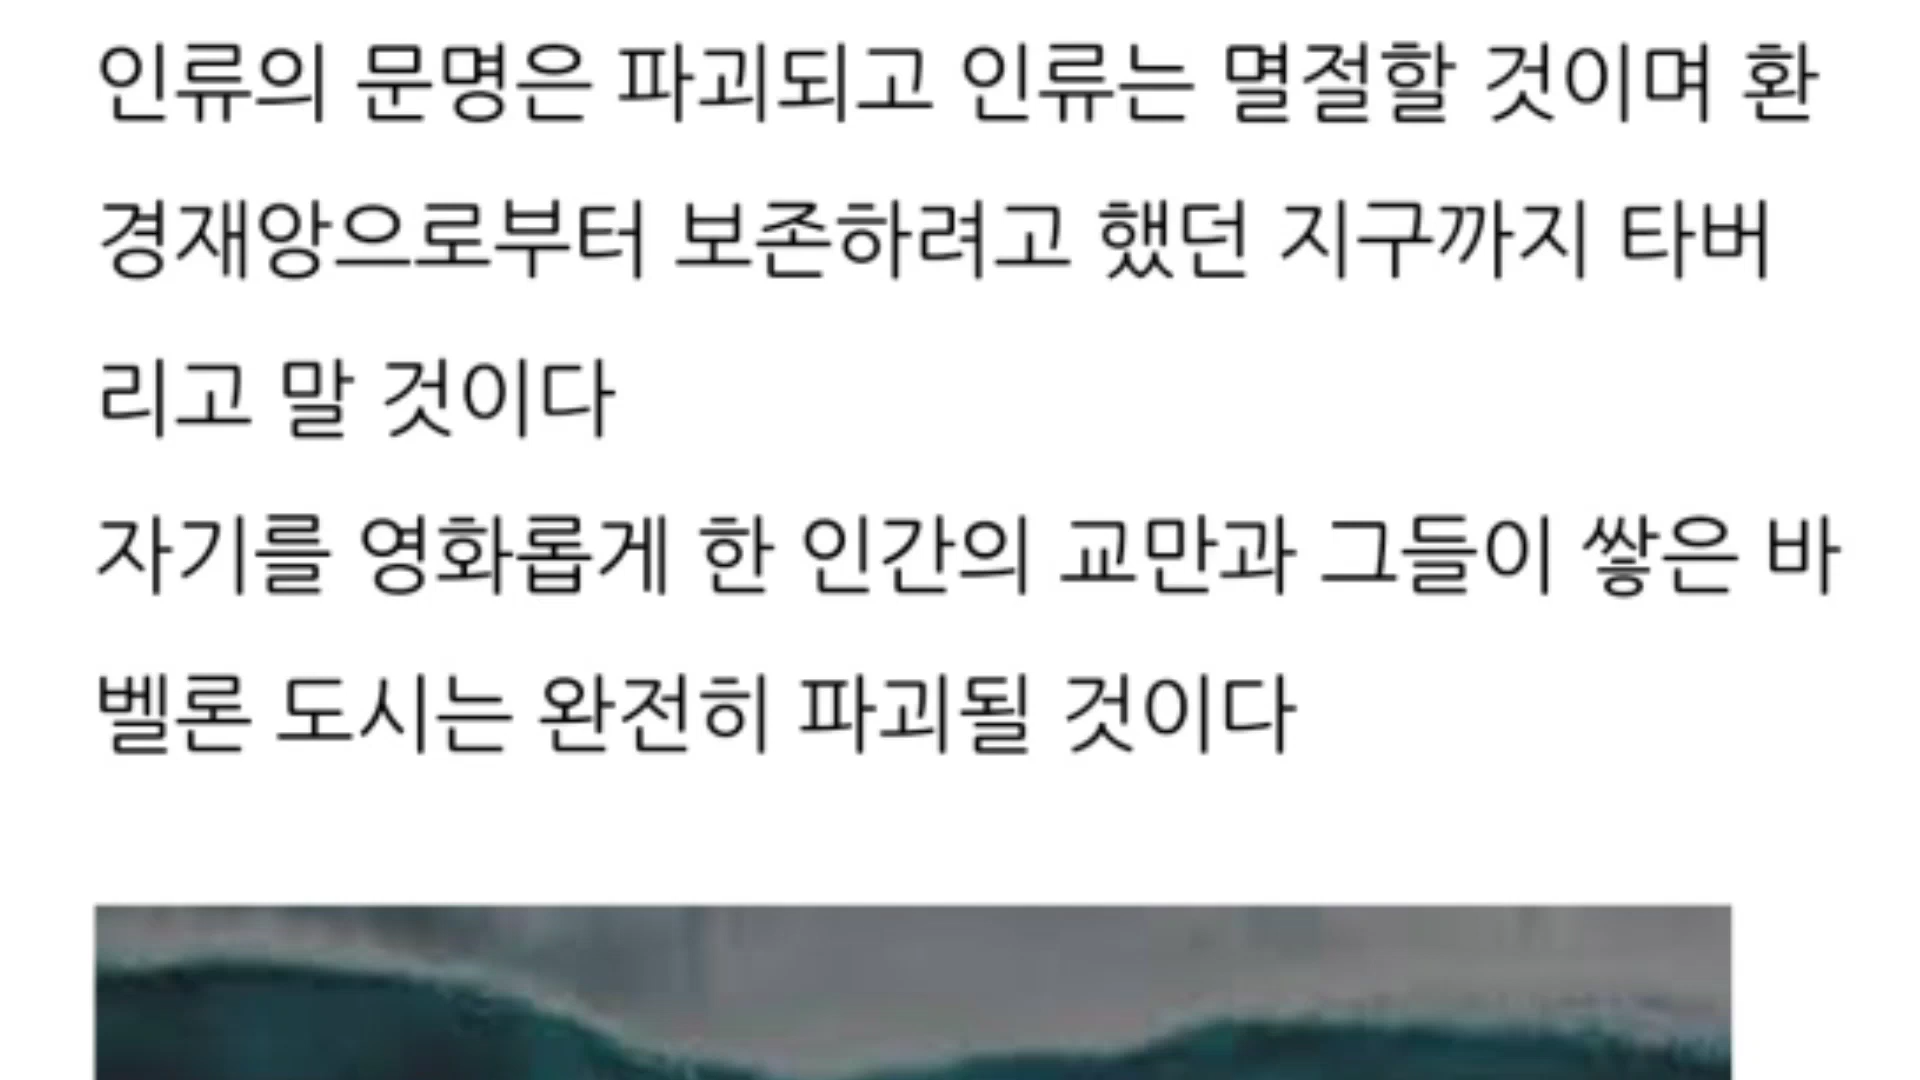 인류의 문명은 파괴되고 인류는 멸절할 것이며 환
경재앙으로부터 보존하려고 했던 지구까지 타버
리고 말 것이다
자기를 영화롭게 한 인간의 교만과 그들이 쌓은 바
벨론 도시는 완전히 파괴될 것이다